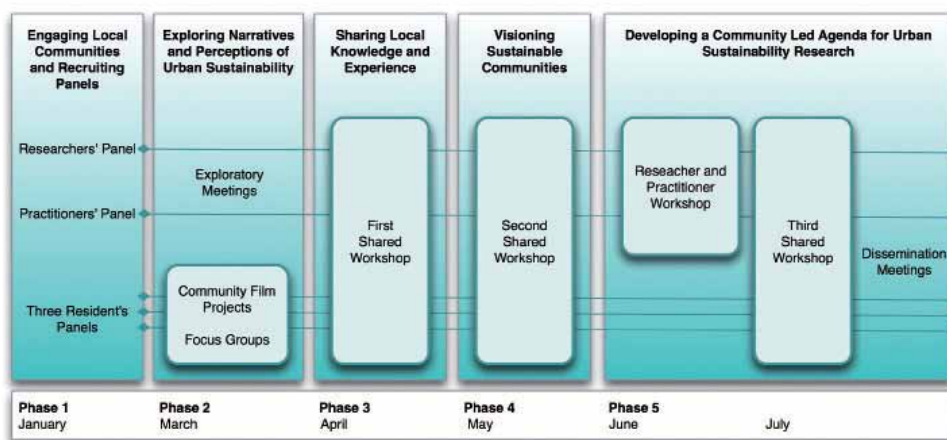 Engaging Local
Communities
and Recruiting
Panels
Exploring Narratives
and Perceptions of
Urban Sustainability
Sharing Local
Knowledge and
Experience
Visioning
Sustainable
Communities
Developing a Community Led Agenda for Urban
Sustainability Research
Researchers' Panel
Practitioners' Panel
Three Resident's
Panels
Exploratory
Meetings
Community Film
Projects
Focus Groups
First
Shared
Workshop
Second
Shared
Workshop
Reseacher and
Practitioner
Workshop
Third
Shared
Workshop
Dissemination
Meetings
Phase 1
January
Phase 2
March
Phase 3
April
Phase 4
May
Phase 5
June
July